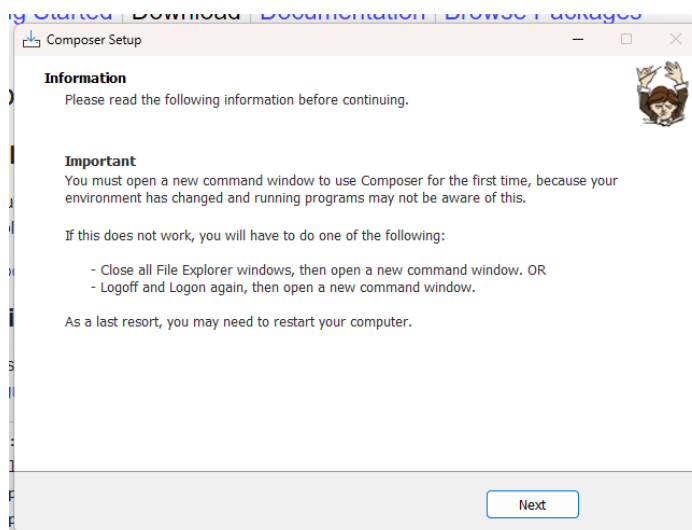 Started Download Documentation Browse Packages
Composer Setup
Information
Please read the following information before continuing.
Important
You must open a new command window to use Composer for the first time, because your
environment has changed and running programs may not be aware of this.
If this does not work, you will have to do one of the following:
- Close all File Explorer windows, then open a new command window. OR
- Logoff and Logon again, then open a new command window.
As a last resort, you may need to restart your computer.
Next